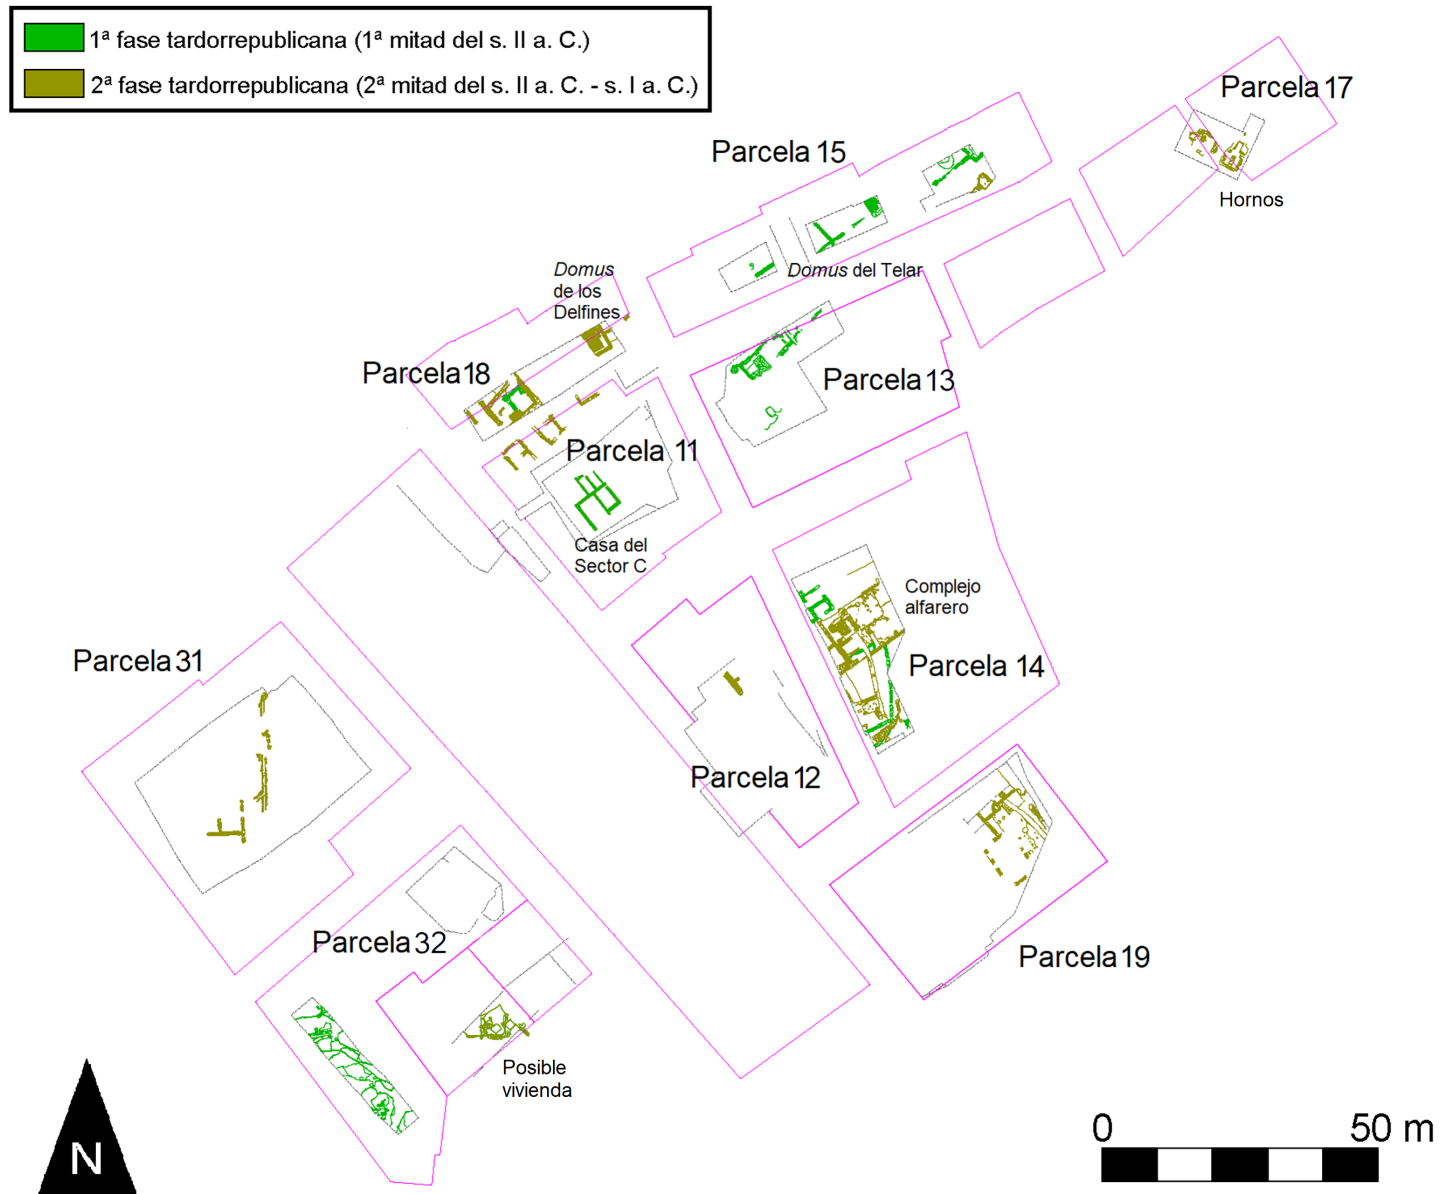 1ª fase tardorrepublicana (1ª mitad del s. II a. C.)
2ª fase tardorrepublicana (2ª mitad del s. II a. C. - s. I a. C.)
Parcela 17
Hornos
Parcela 15
Domus del Telar
Domus
de los
Delfines
Parcela 18
Parcela 13
Parcela 11
Casa del
Sector C
Complejo
alfarero
Parcela 14
Parcela 31
Parcela 12
Parcela 32
Parcela 19
Posible
vivienda
N
0 50 m